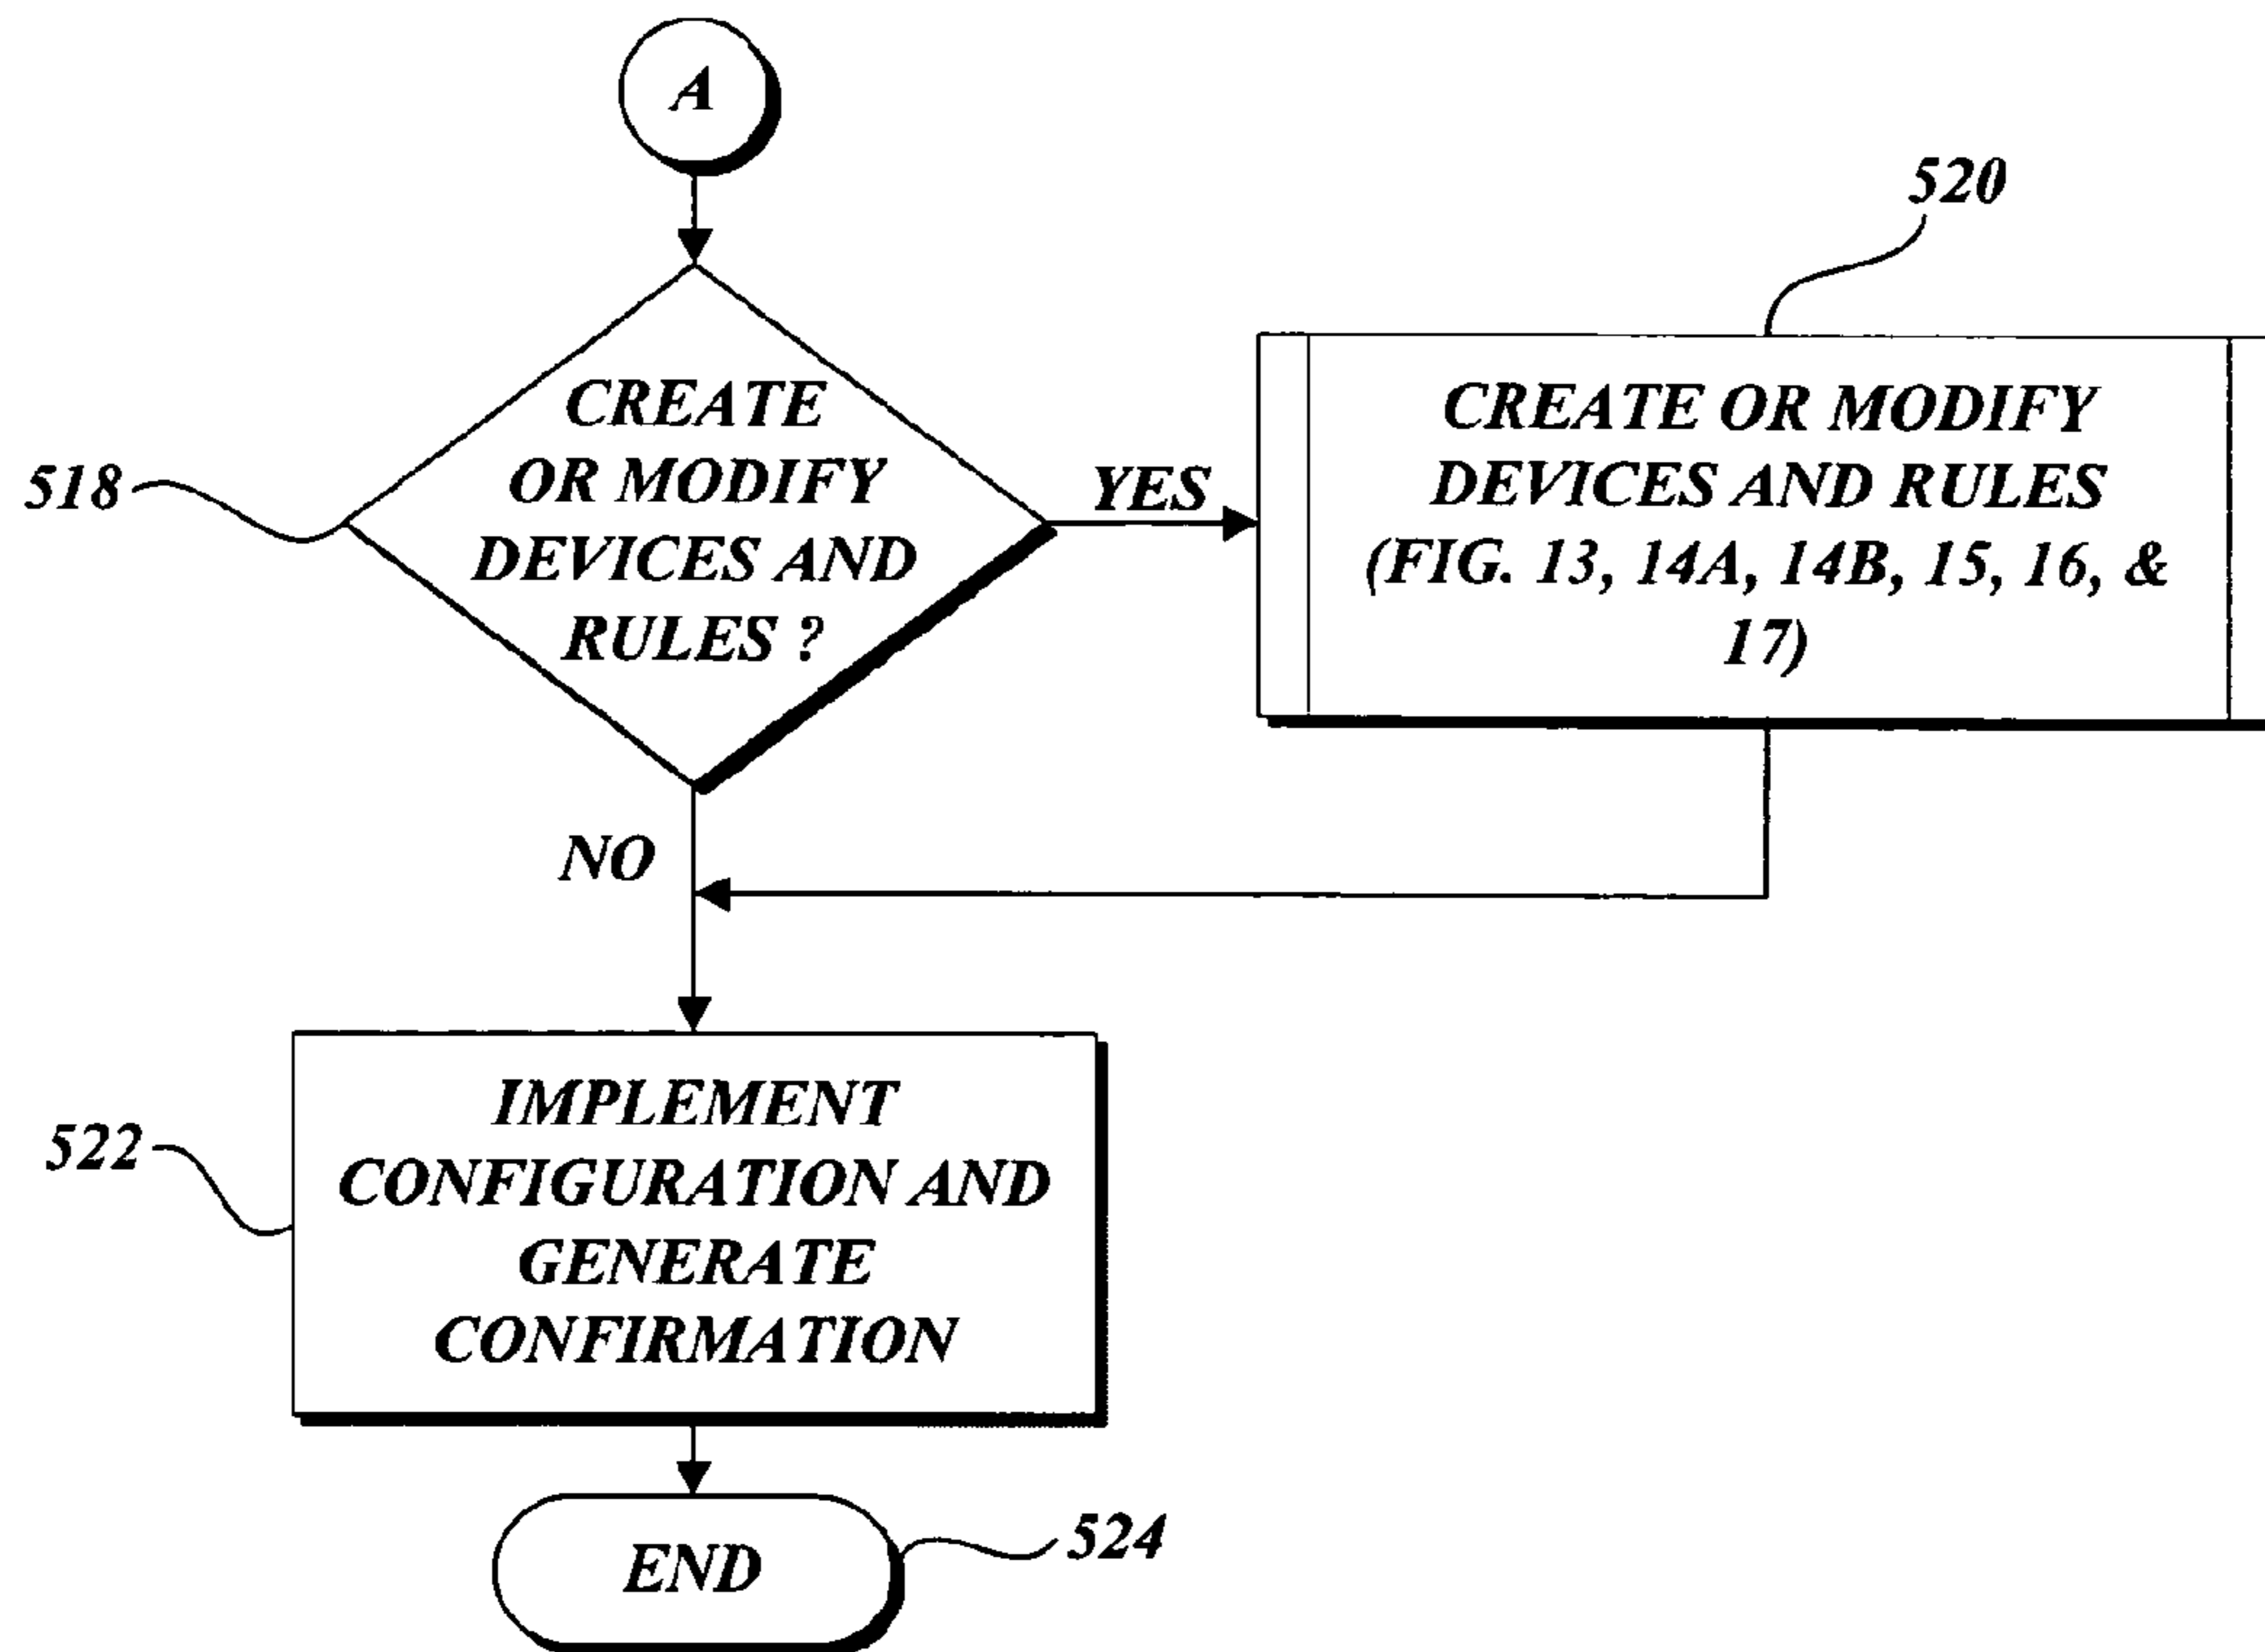 A
520
CREATE
OR MODIFY
DEVICES AND
RULES ?
518
YES
CREATE OR MODIFY
DEVICES AND RULES
(FIG. 13, 14A, 14B, 15, 16, &
17)
NO
IMPLEMENT
CONFIGURATION AND
GENERATE
CONFIRMATION
522
END
524